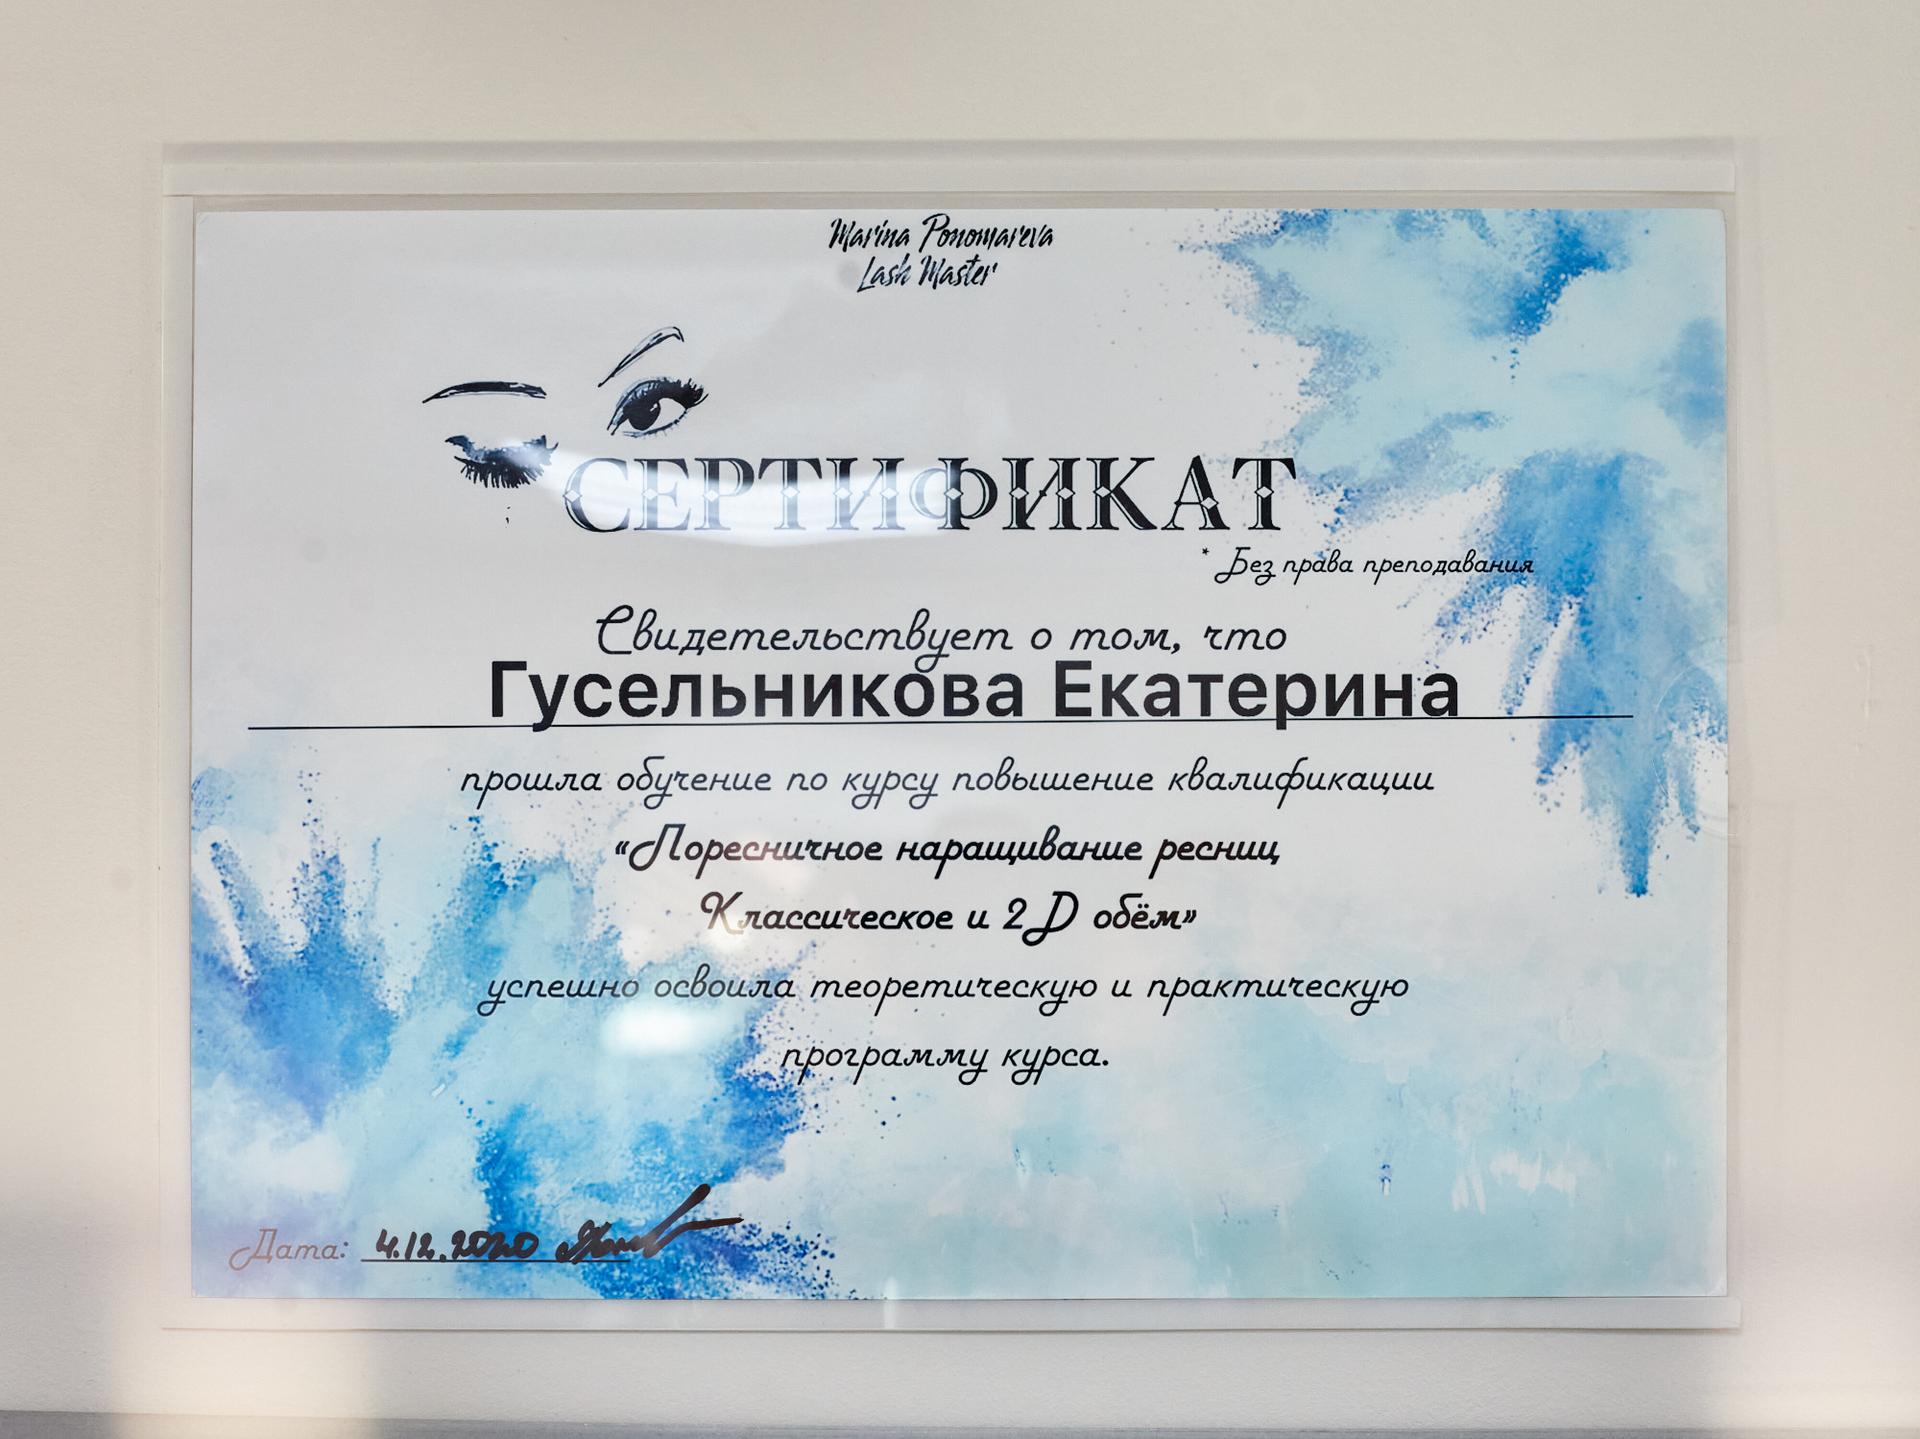 Marina Ponomareva
Lash Master
СЕРТИФИКАТ
* Без права преподавания
Свидетельствует о том, что
Гусельникова Екатерина
прошла обучение по курсу повышение квалификации
«Поресничное наращивание ресниц
Классическое и 2D обём»
успешно освоила теоретическую и практическую
программу курса.
Дата: 4.12.2020